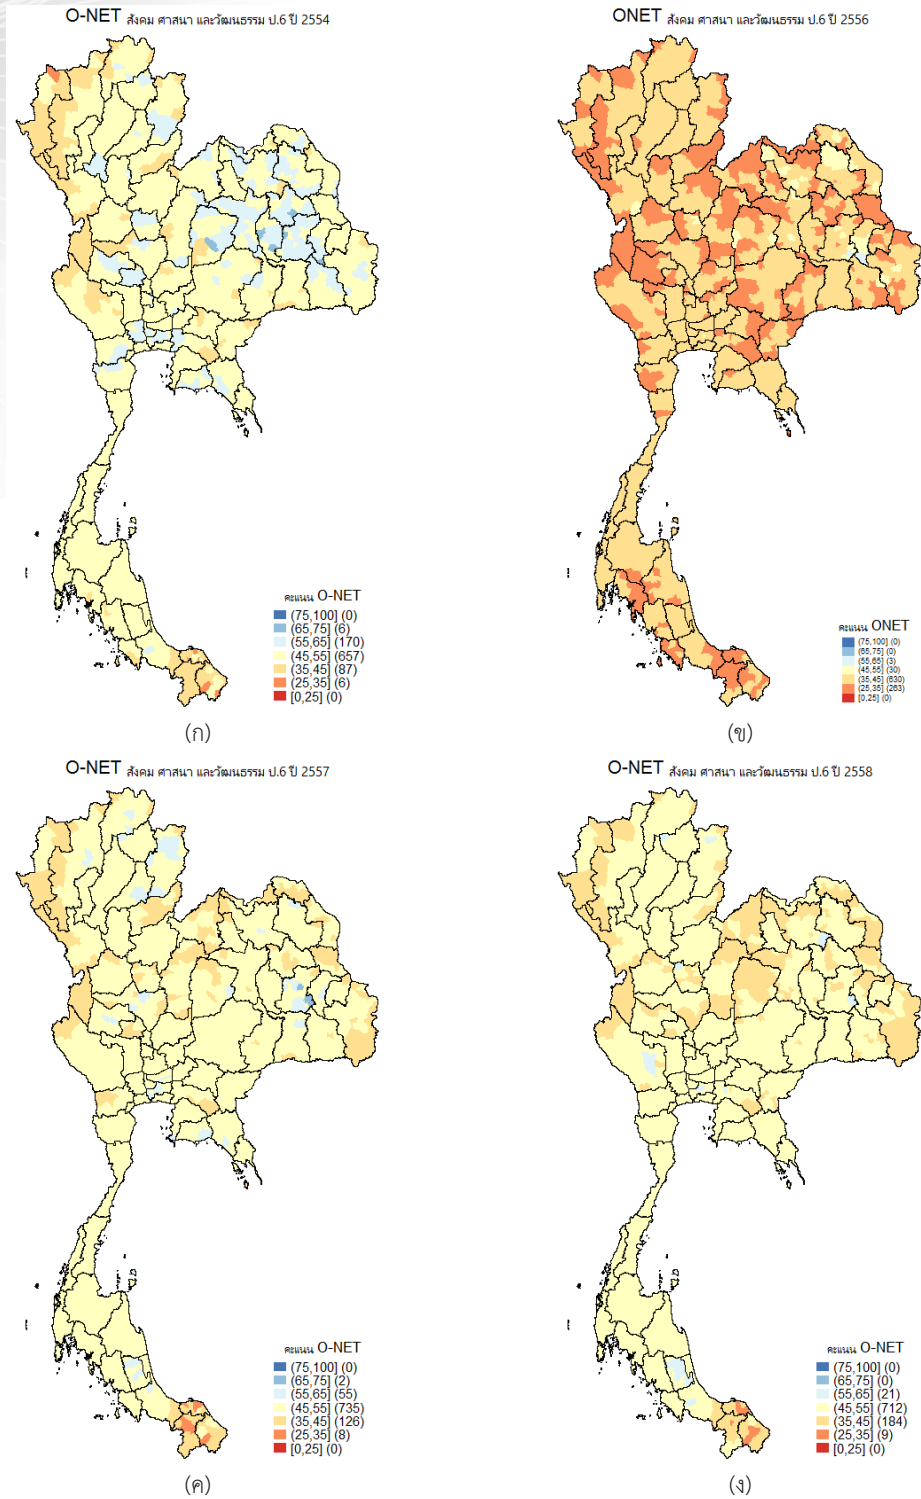 O-NET สังคม ศาสนา และวัฒนธรรม ป.6 ปี 2554
คะแนน O-NET
(75,100] (0)
(65,75] (6)
(55,65] (170)
(45,55] (657)
(35,45] (87)
(25,35] (6)
[0,25] (0)
(ก)
ONET สังคม ศาสนา และวัฒนธรรม ป.6 ปี 2556
คะแนน ONET
(75,100] (0)
(65,75] (0)
(55,65] (3)
(45,55] (30)
(35,45] (630)
(25,35] (263)
[0,25] (0)
(ข)
O-NET สังคม ศาสนา และวัฒนธรรม ป.6 ปี 2557
คะแนน O-NET
(75,100] (0)
(65,75] (2)
(55,65] (55)
(45,55] (735)
(35,45] (126)
(25,35] (8)
[0,25] (0)
(ค)
O-NET สังคม ศาสนา และวัฒนธรรม ป.6 ปี 2558
คะแนน O-NET
(75,100] (0)
(65,75] (0)
(55,65] (21)
(45,55] (712)
(35,45] (184)
(25,35] (9)
[0,25] (0)
(ง)